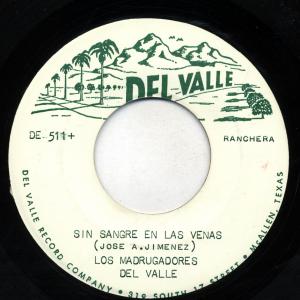 DEL VALLE
DE 511+
RANCHERA
SIN SANGRE EN LAS VENAS
(JOSE A. JIMENEZ)
LOS MADRUGADORES
DEL VALLE
DEL VALLE RECORD COMPANY • 319 SOUTH 17 STREET • McALLEN, TEXAS